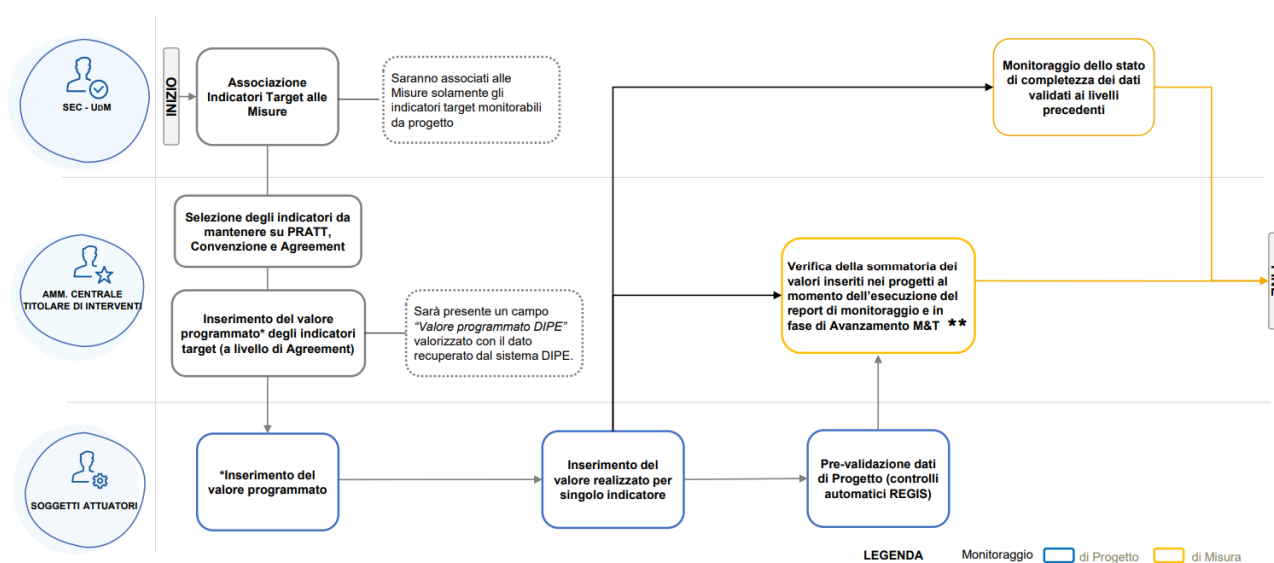 SEC - UDM
INIZIO
Associazione
Indicatori Target alle
Misure
Saranno associati alle
Misure solamente gli
indicatori target monitorabili
da progetto
Monitoraggio dello stato
di completezza dei dati
validati ai livelli
precedenti
AMM. CENTRALE
TITOLARE DI INTERVENTI
Selezione degli indicatori da
mantenere su PRATT,
Convenzione e Agreement
Inserimento del valore
programmato* degli indicatori
target (a livello di Agreement)
Sarà presente un campo
“Valore programmato DIPE”
valorizzato con il dato
recuperato dal sistema DIPE.
Verifica della sommatoria dei
valori inseriti nei progetti al
momento dell’esecuzione del
report di monitoraggio e in
fase di Avanzamento M&T **
SOGGETTI ATTUATORI
*Inserimento del
valore programmato
Inserimento del
valore realizzato per
singolo indicatore
Pre-validazione dati
di Progetto (controlli
automatici REGIS)
LEGENDA Monitoraggio di Progetto di Misura